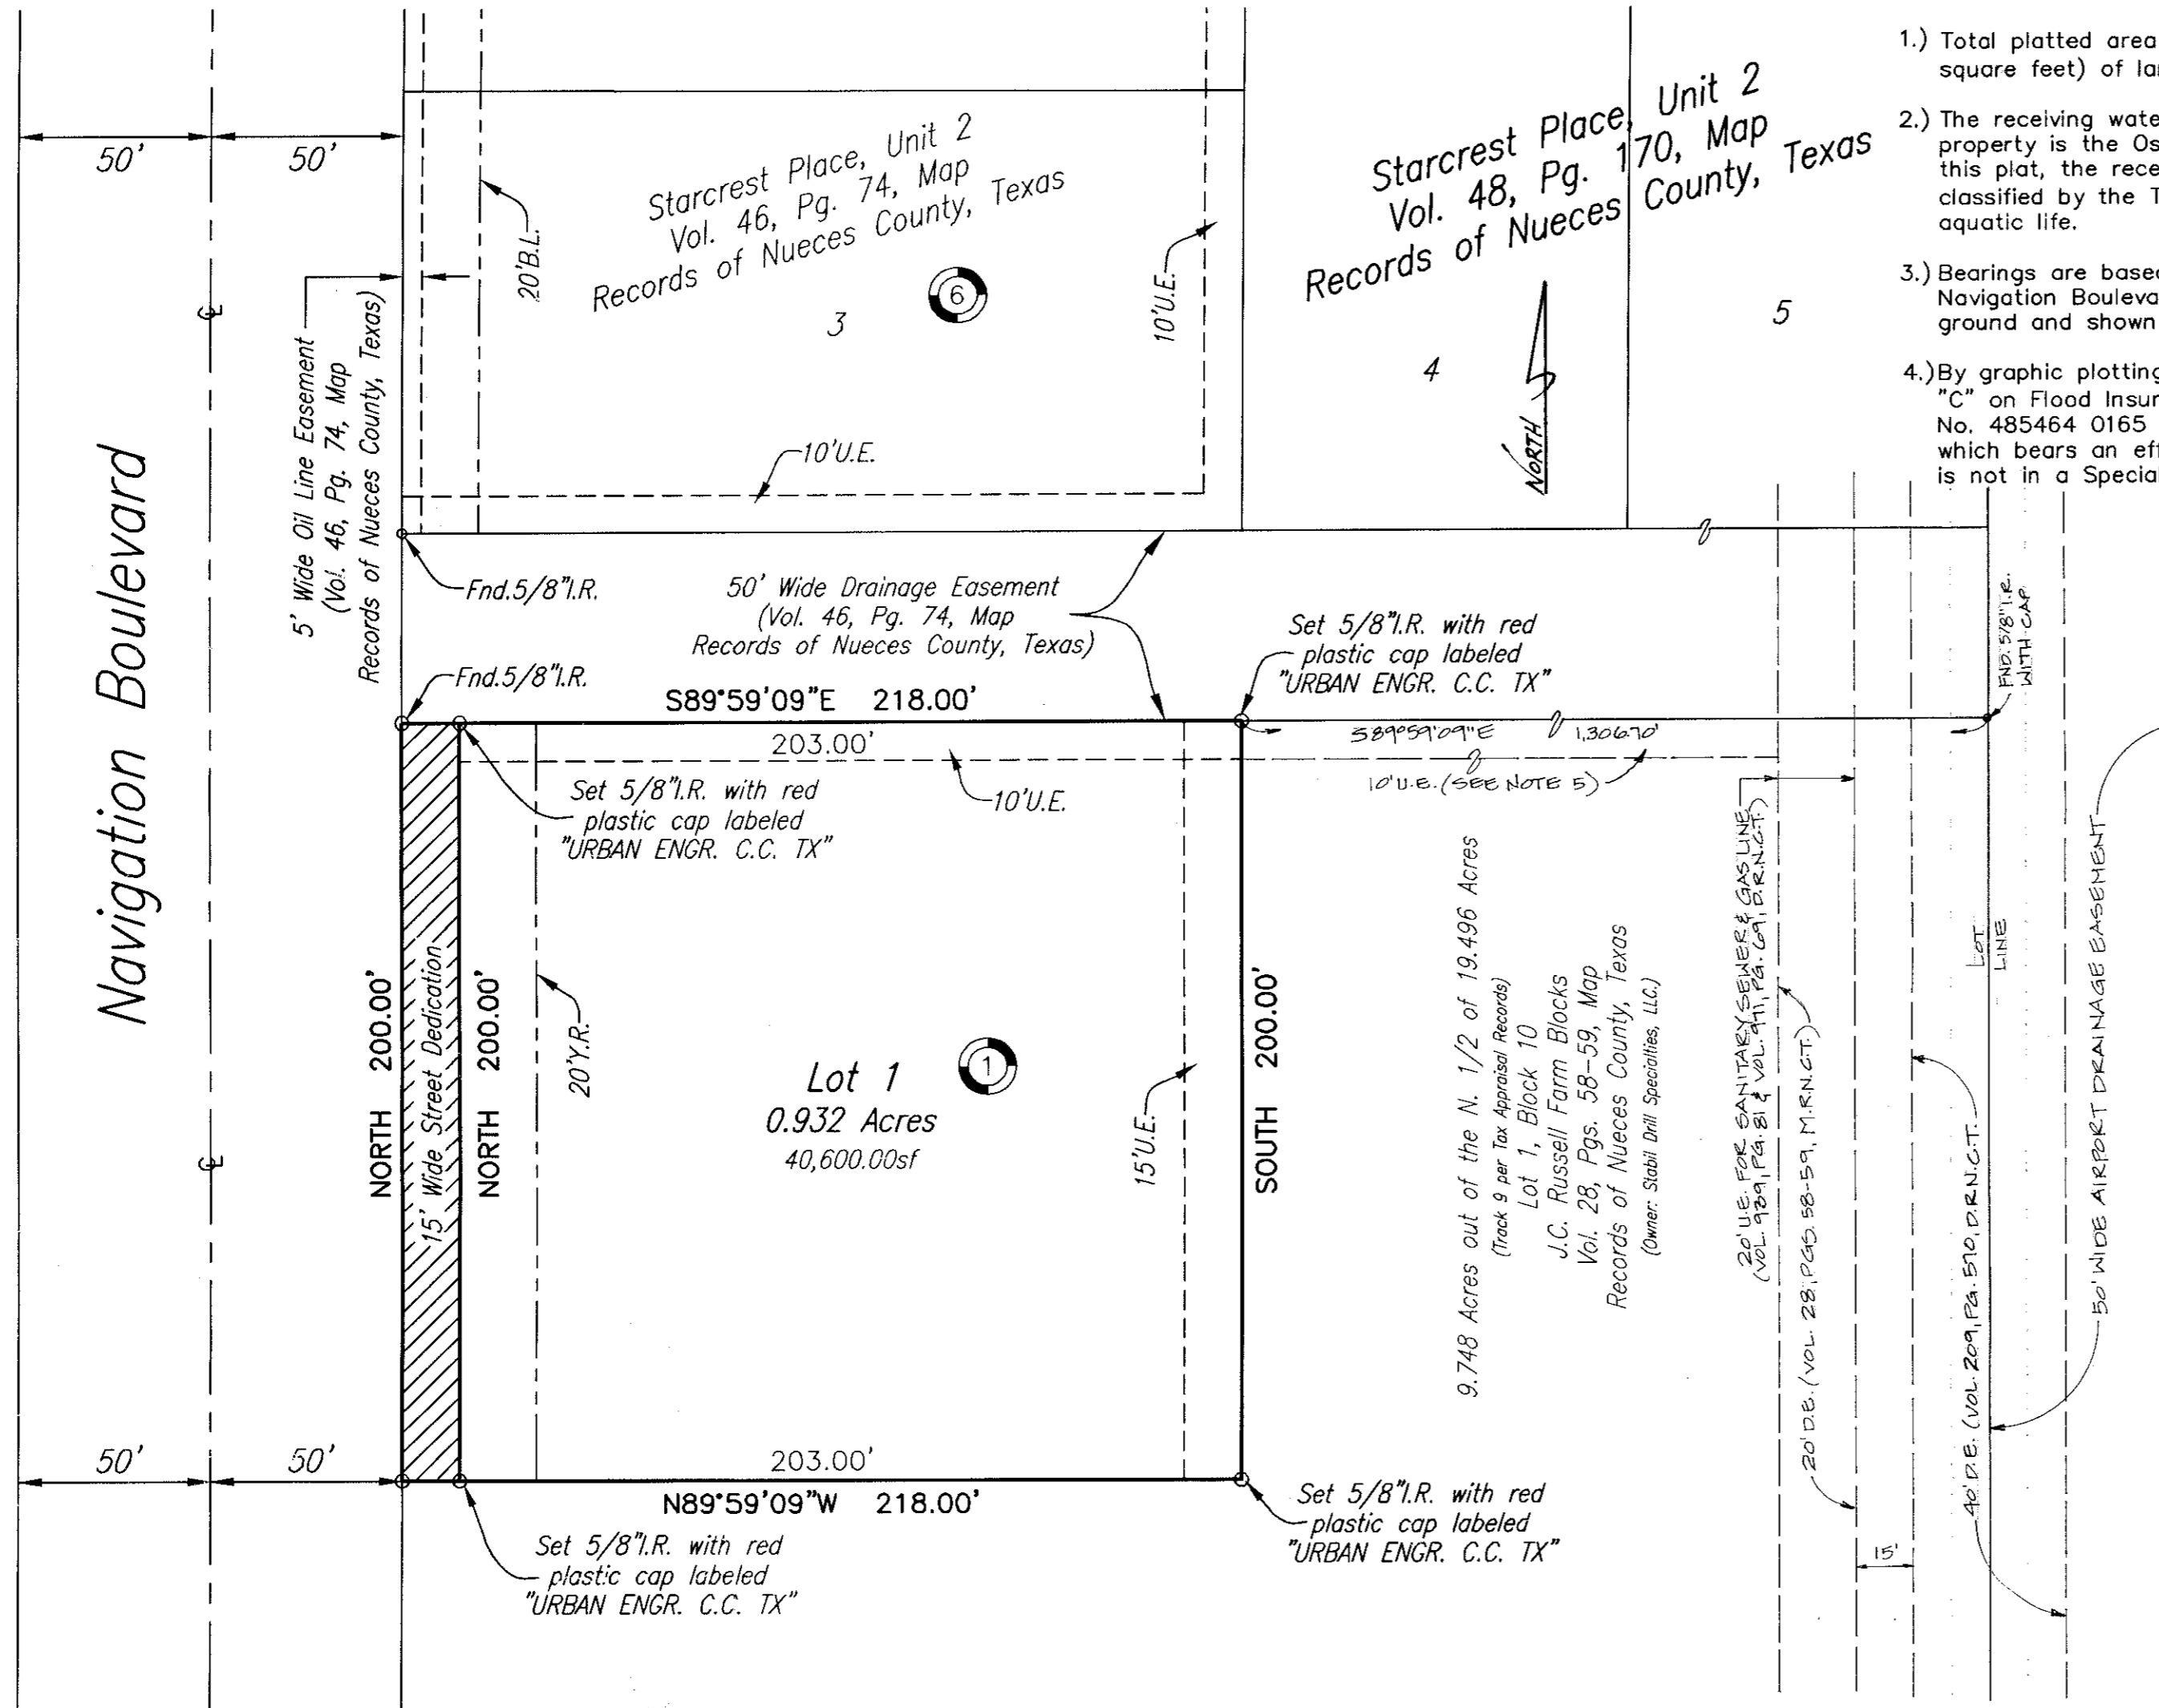 1.) Total platted area
square feet) of la
2.) The receiving wate
property is the Os
this plat, the rece
classified by the T
aquatic life.
3.) Bearings are based
Navigation Bouleva
ground and shown
4.)By graphic plotting
"C" on Flood Insur
No. 485464 0165
which bears an eff
is not in a Special
50'
50'
Starcrest Place, Unit 2
Vol. 46, Pg. 74, Map
Records of Nueces County, Texas
3
6
20'B.L.
10'U.E.
10'U.E.
Starcrest Place, Unit 2
Vol. 48, Pg. 170, Map
Records of Nueces County, Texas
4
5
NORTH
5' Wide Oil Line Easement
(Vol. 46, Pg. 74, Map
Records of Nueces County, Texas)
Navigation Boulevard
Fnd.5/8"I.R.
50' Wide Drainage Easement
(Vol. 46, Pg. 74, Map
Records of Nueces County, Texas)
Set 5/8"I.R. with red
plastic cap labeled
"URBAN ENGR. C.C. TX"
FND. 5/8" I.R.
WITH CAP
Fnd.5/8"I.R.
S89°59'09"E 218.00'
203.00'
S89°59'09"E 1,306.70'
10'U.E. (SEE NOTE 5)
Set 5/8"I.R. with red
plastic cap labeled
"URBAN ENGR. C.C. TX"
10'U.E.
NORTH 200.00'
15' Wide Street Dedication
NORTH 200.00'
20'Y.R.
Lot 1
0.932 Acres
40,600.00sf
1
15'U.E.
SOUTH 200.00'
9.748 Acres out of the N. 1/2 of 19.496 Acres
(Track 9 per Tax Appraisal Records)
Lot 1, Block 10
J.C. Russell Farm Blocks
Vol. 28, Pgs. 58-59, Map
Records of Nueces County, Texas
(Owner: Stabil Drill Specialties, LLC.)
20' U.E. FOR SANITARY SEWER & GAS LINE
(VOL. 939, PG. 81 & VOL. 971, PG. 69, D.R.N.C.T.)
20' D.E. (VOL. 28, PGS. 58-59, M.R.N.C.T.)
40' D.E. (VOL. 209, PG. 570, D.R.N.C.T.
LOT
LINE
50' WIDE AIRPORT DRAINAGE EASEMENT
15'
50'
50'
203.00'
N89°59'09"W 218.00'
Set 5/8"I.R. with red
plastic cap labeled
"URBAN ENGR. C.C. TX"
Set 5/8"I.R. with red
plastic cap labeled
"URBAN ENGR. C.C. TX"